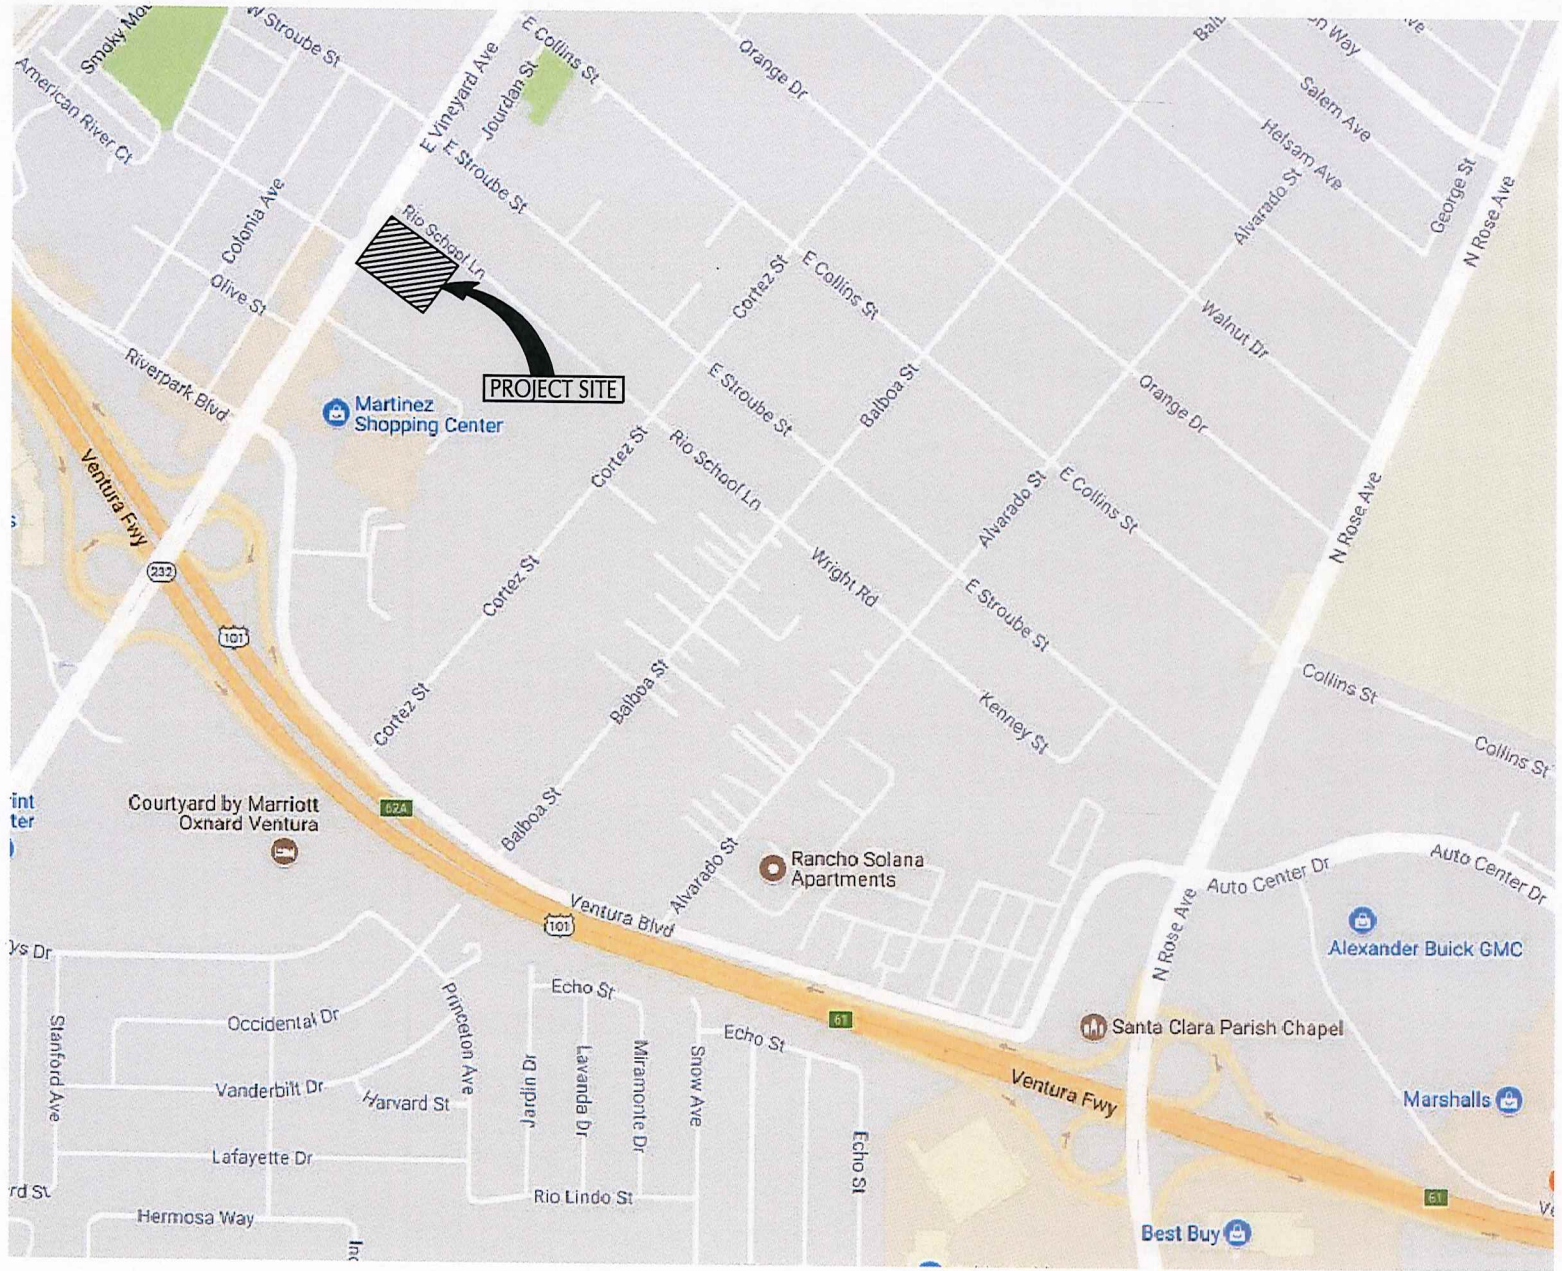 W Stroube St
E Collins St
Orange Dr
Salem Ave
Helsam Ave
George St
N Rose Ave
American River Ct
E Vineyard Ave
Jourdan St
E Stroube St
Alvarado St
Colonia Ave
Rio School Ln
Olive St
Cortez St
E Collins St
Walnut Dr
Riverpark Blvd
PROJECT SITE
Martinez
Shopping Center
E Stroube St
Balboa St
Orange Dr
Cortez St
Rio School Ln
Alvarado St
E Collins St
N Rose Ave
Ventura Fwy
232
101
Cortez St
Wright Rd
E Stroube St
Collins St
Cortez St
Balboa St
Kenney St
Collins St
Courtyard by Marriott
Oxnard Ventura
62A
Balboa St
Alvarado St
Rancho Solana
Apartments
Auto Center Dr
Auto Center Dr
N Rose Ave
Alexander Buick GMC
Ventura Blvd
101
Echo St
61
Santa Clara Parish Chapel
Princeton Ave
Occidental Dr
Stanford Ave
Vanderbilt Dr
Harvard St
Jardin Dr
Lavanda Dr
Miramonte Dr
Snow Ave
Echo St
Ventura Fwy
Marshalls
Lafayette Dr
Echo St
Rio Lindo St
61
Hermosa Way
Best Buy